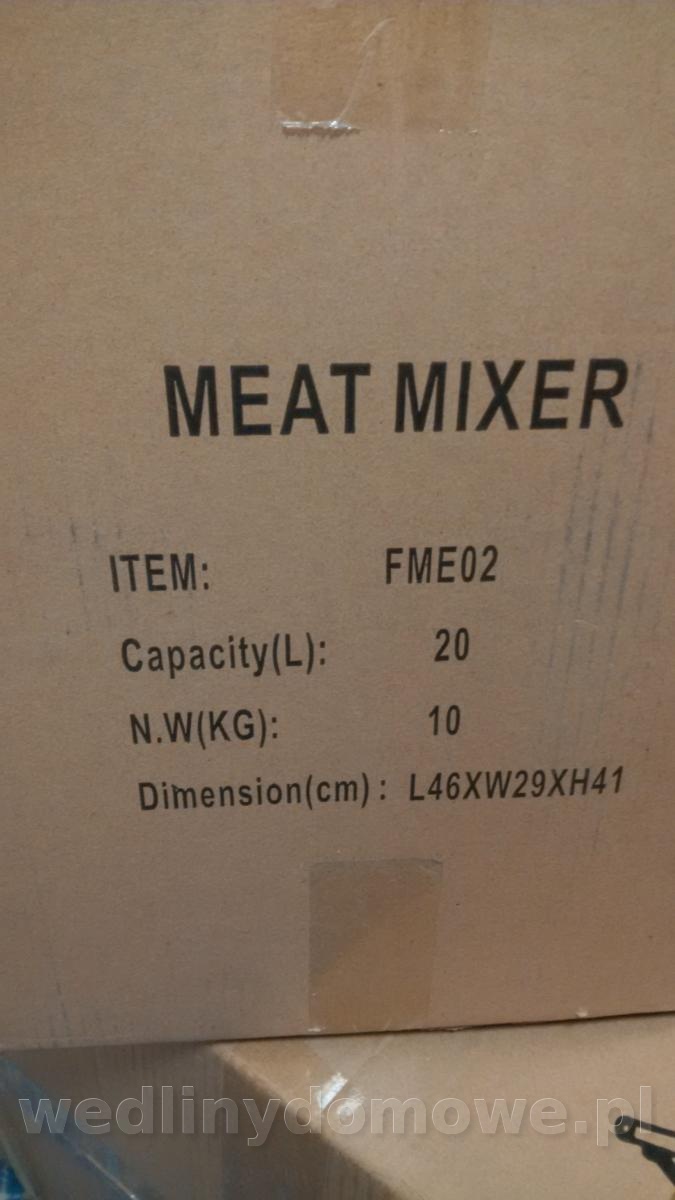 MEAT MIXER
ITEM: FME02
Capacity(L): 20
N.W(KG): 10
Dimension(cm): L46XW29XH41
wedlinydomowe.pl